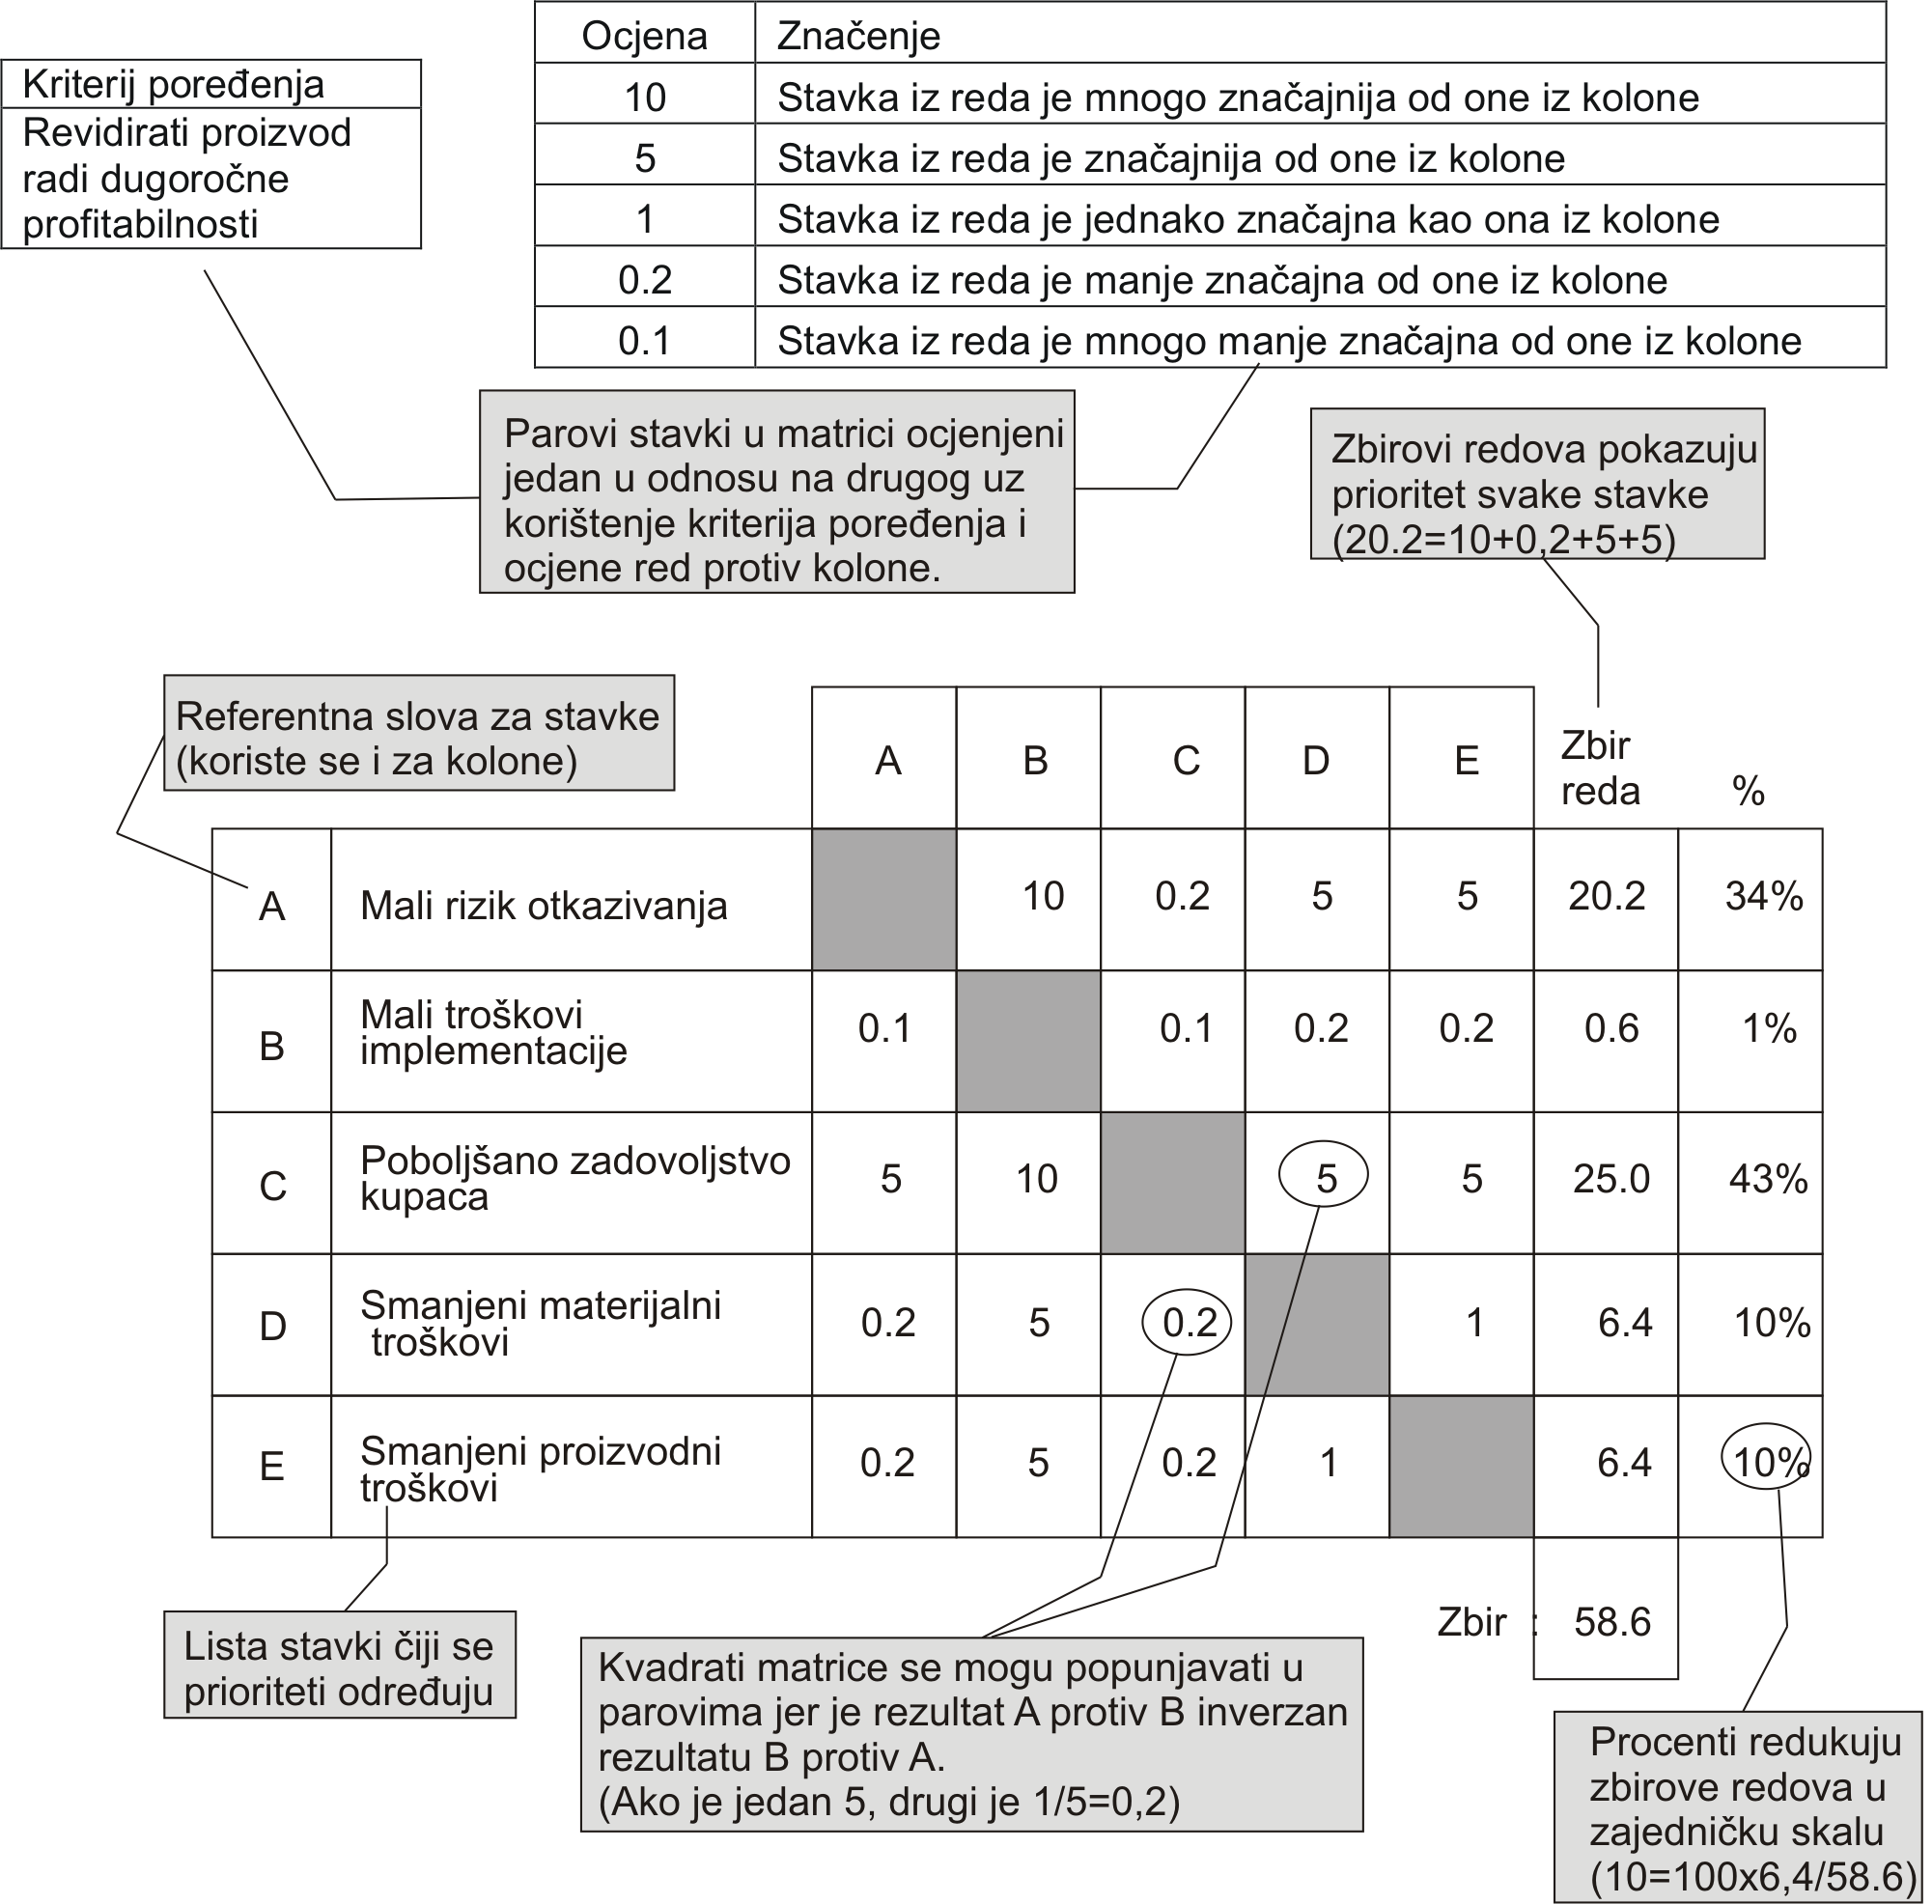 Kriterij poređenja
Revidirati proizvod
radi dugoročne
profitabilnosti
Ocjena Značenje
10 Stavka iz reda je mnogo značajnija od one iz kolone
5 Stavka iz reda je značajnija od one iz kolone
1 Stavka iz reda je jednako značajna kao ona iz kolone
0.2 Stavka iz reda je manje značajna od one iz kolone
0.1 Stavka iz reda je mnogo manje značajna od one iz kolone
Parovi stavki u matrici ocjenjeni
jedan u odnosu na drugog uz
korištenje kriterija poređenja i
ocjene red protiv kolone.
Zbirovi redova pokazuju
prioritet svake stavke
(20.2=10+0,2+5+5)
Referentna slova za stavke
(koriste se i za kolone)
A B C D E
Zbir
reda
%
A Mali rizik otkazivanja 10 0.2 5 5 20.2 34%
B Mali troškovi
implementacije
0.1 0.1 0.2 0.2 0.6 1%
C Poboljšano zadovoljstvo
kupaca
5 10 5 5 25.0 43%
D Smanjeni materijalni
troškovi
0.2 5 0.2 1 6.4 10%
E Smanjeni proizvodni
troškovi
0.2 5 0.2 1 6.4 10%
Zbir : 58.6
Lista stavki čiji se
prioriteti određuju
Kvadrati matrice se mogu popunjavati u
parovima jer je rezultat A protiv B inverzan
rezultatu B protiv A.
(Ako je jedan 5, drugi je 1/5=0,2)
Procenti redukuju
zbirove redova u
zajedničku skalu
(10=100x6,4/58.6)